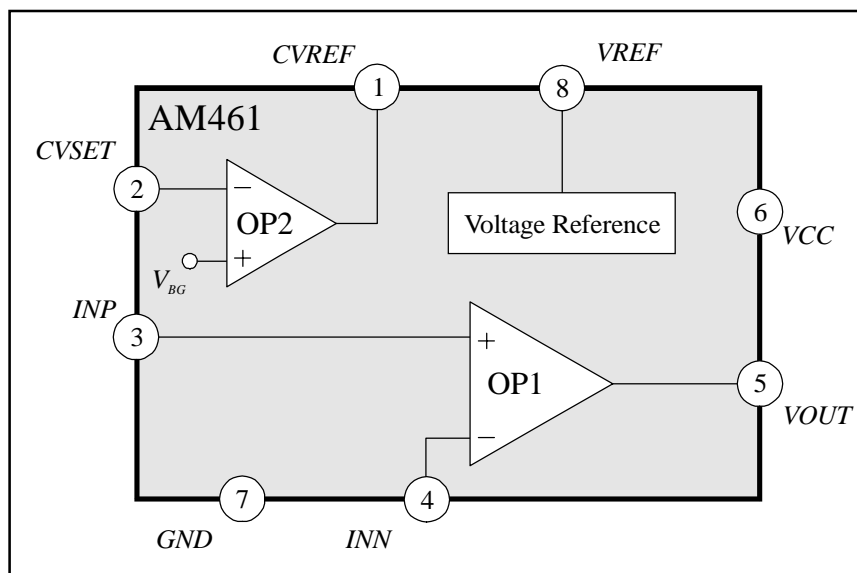 CVREF
VREF
1
8
AM461
CVSET
2
−
OP2
Voltage Reference
6
VCC
+
V_BG
INP
3
+
OP1
5
−
VOUT
7
4
GND
INN